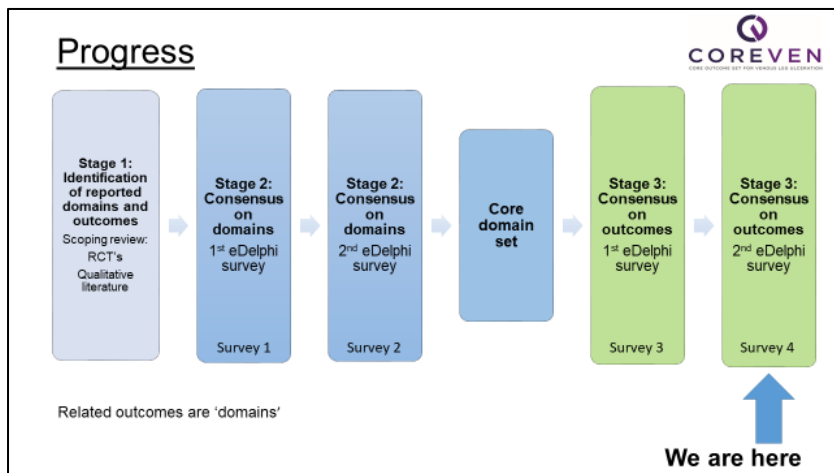 Progress
COREVEN
CORE OUTCOME SET FOR VENOUS LEG ULCERATION
Stage 1:
Identification
of reported
domains and
outcomes
Scoping review:
RCT's
Qualitative
literature
Stage 2:
Consensus
on
domains
1st eDelphi
survey
Survey 1
Stage 2:
Consensus
on
domains
2nd eDelphi
survey
Survey 2
Core
domain
set
Stage 3:
Consensus
on
outcomes
1st eDelphi
survey
Survey 3
Stage 3:
Consensus
on
outcomes
2nd eDelphi
survey
Survey 4
Related outcomes are 'domains'
We are here